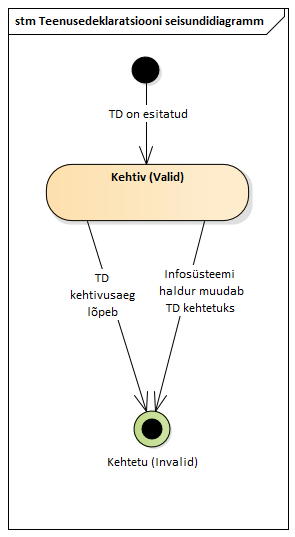 stm Teenusedeklaratsiooni seisundidiagramm
TD on esitatud
Kehtiv (Valid)
TD
kehtivusaeg
lõpeb
Infosüsteemi
haldur muudab
TD kehtetuks
Kehtetu (Invalid)